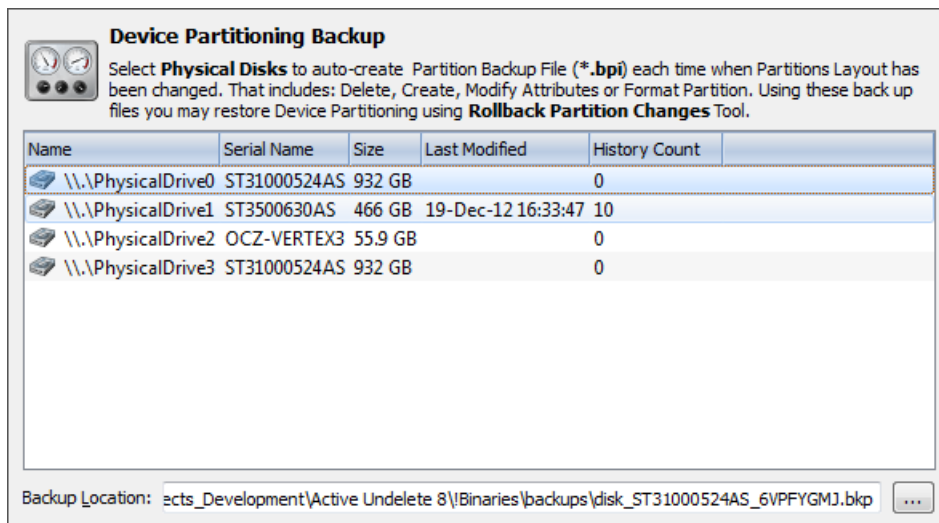 Device Partitioning Backup
Select Physical Disks to auto-create Partition Backup File (*.bpi) each time when Partitions Layout has
been changed. That includes: Delete, Create, Modify Attributes or Format Partition. Using these back up
files you may restore Device Partitioning using Rollback Partition Changes Tool.
Name Serial Name Size Last Modified History Count
\\.\PhysicalDrive0 ST31000524AS 932 GB 0
\\.\PhysicalDrive1 ST3500630AS 466 GB 19-Dec-12 16:33:47 10
\\.\PhysicalDrive2 OCZ-VERTEX3 55.9 GB 0
\\.\PhysicalDrive3 ST31000524AS 932 GB 0
Backup Location: ects_Development\Active Undelete 8\!Binaries\backups\disk_ST31000524AS_6VPFYGMJ.bkp ...